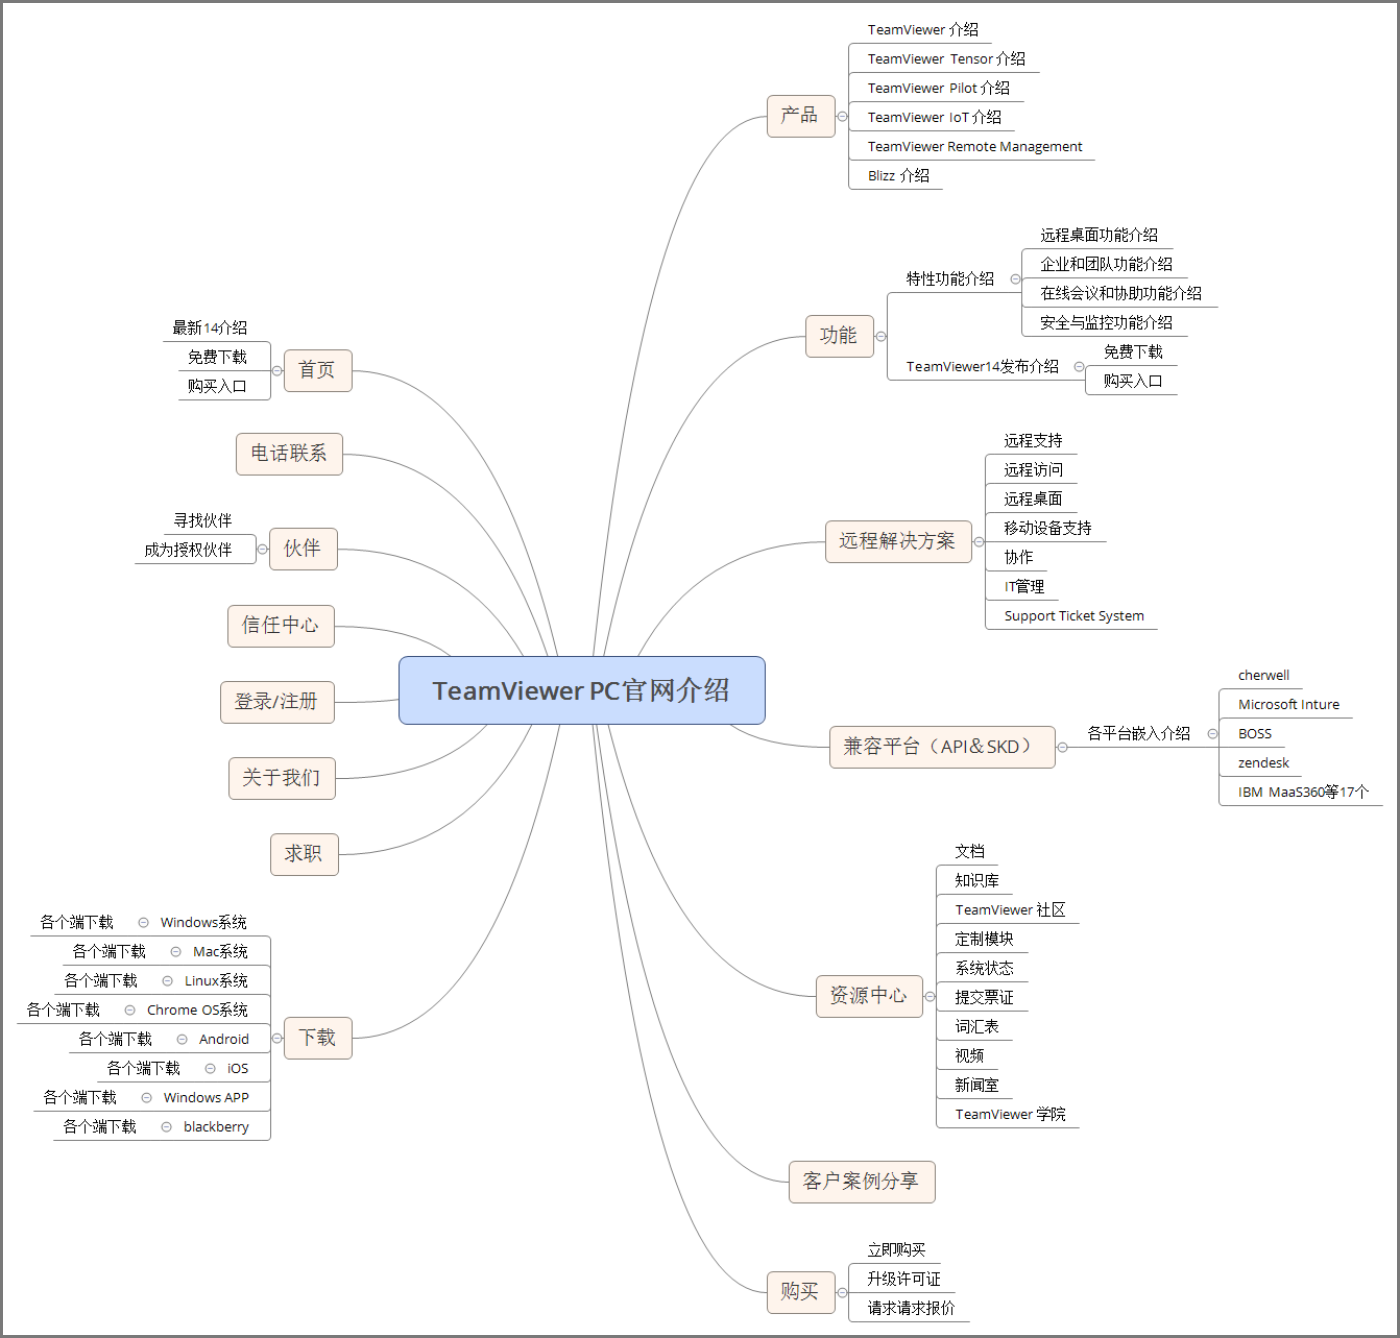 TeamViewer PC官网介绍
产品
TeamViewer 介绍
TeamViewer Tensor 介绍
TeamViewer Pilot 介绍
TeamViewer IoT 介绍
TeamViewer Remote Management
Blizz 介绍
功能
特性功能介绍
远程桌面功能介绍
企业和团队功能介绍
在线会议和协助功能介绍
安全与监控功能介绍
TeamViewer14发布介绍
免费下载
购买入口
远程解决方案
远程支持
远程访问
远程桌面
移动设备支持
协作
IT管理
Support Ticket System
兼容平台（API＆SKD）
各平台嵌入介绍
cherwell
Microsoft Inture
BOSS
zendesk
IBM MaaS360等17个
资源中心
文档
知识库
TeamViewer 社区
定制模块
系统状态
提交票证
词汇表
视频
新闻室
TeamViewer 学院
客户案例分享
购买
立即购买
升级许可证
请求请求报价
首页
最新14介绍
免费下载
购买入口
电话联系
伙伴
寻找伙伴
成为授权伙伴
信任中心
登录/注册
关于我们
求职
下载
各个端下载 Windows系统
各个端下载 Mac系统
各个端下载 Linux系统
各个端下载 Chrome OS系统
各个端下载 Android
各个端下载 iOS
各个端下载 Windows APP
各个端下载 blackberry